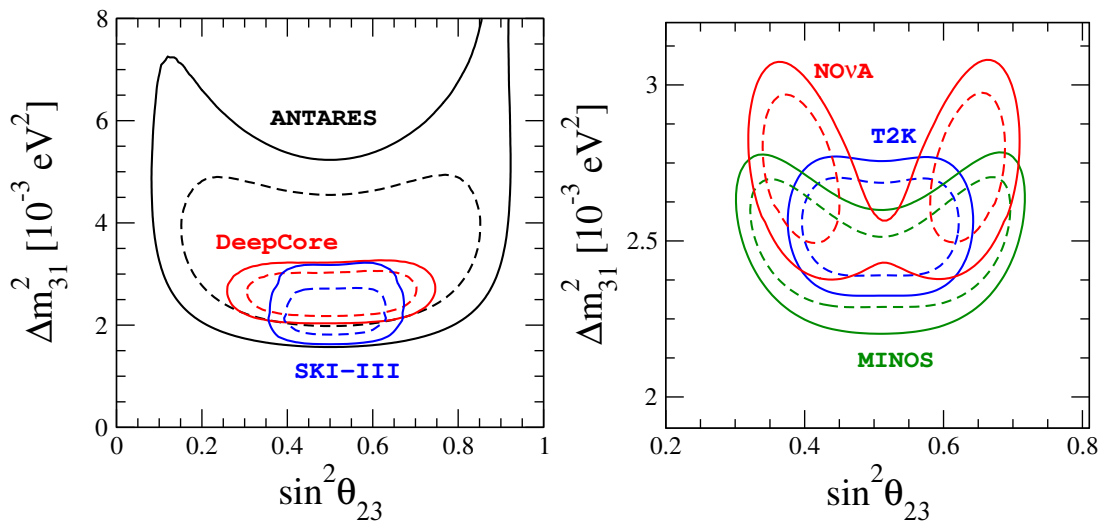 8
6
4
2
0
Δm²₃₁ [10⁻³ eV²]
ANTARES
DeepCore
SKI-III
0 0.2 0.4 0.6 0.8 1
sin²θ₂₃
3
2.5
2
Δm²₃₁ [10⁻³ eV²]
NOνA
T2K
MINOS
0.2 0.4 0.6 0.8
sin²θ₂₃